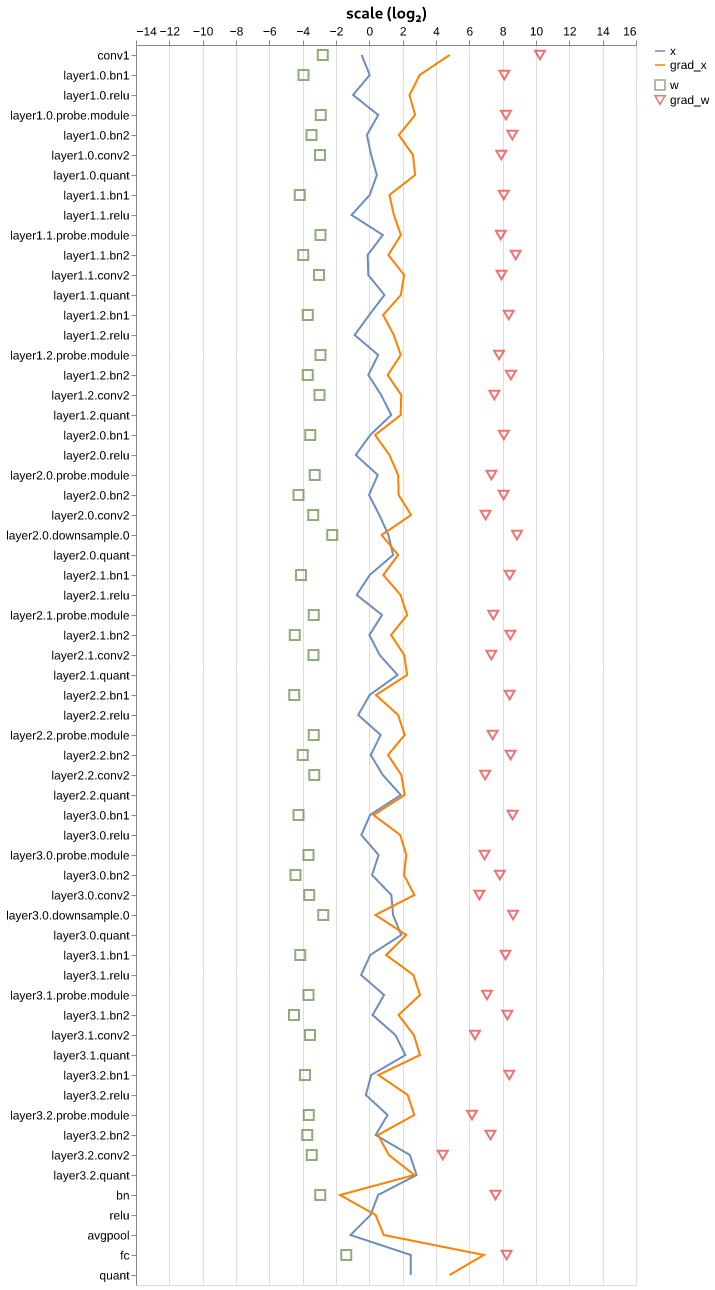 scale (log₂)
−14 −12 −10 −8 −6 −4 −2 0 2 4 6 8 10 12 14 16
x
grad_x
w
grad_w
conv1
layer1.0.bn1
layer1.0.relu
layer1.0.probe.module
layer1.0.bn2
layer1.0.conv2
layer1.0.quant
layer1.1.bn1
layer1.1.relu
layer1.1.probe.module
layer1.1.bn2
layer1.1.conv2
layer1.1.quant
layer1.2.bn1
layer1.2.relu
layer1.2.probe.module
layer1.2.bn2
layer1.2.conv2
layer1.2.quant
layer2.0.bn1
layer2.0.relu
layer2.0.probe.module
layer2.0.bn2
layer2.0.conv2
layer2.0.downsample.0
layer2.0.quant
layer2.1.bn1
layer2.1.relu
layer2.1.probe.module
layer2.1.bn2
layer2.1.conv2
layer2.1.quant
layer2.2.bn1
layer2.2.relu
layer2.2.probe.module
layer2.2.bn2
layer2.2.conv2
layer2.2.quant
layer3.0.bn1
layer3.0.relu
layer3.0.probe.module
layer3.0.bn2
layer3.0.conv2
layer3.0.downsample.0
layer3.0.quant
layer3.1.bn1
layer3.1.relu
layer3.1.probe.module
layer3.1.bn2
layer3.1.conv2
layer3.1.quant
layer3.2.bn1
layer3.2.relu
layer3.2.probe.module
layer3.2.bn2
layer3.2.conv2
layer3.2.quant
bn
relu
avgpool
fc
quant